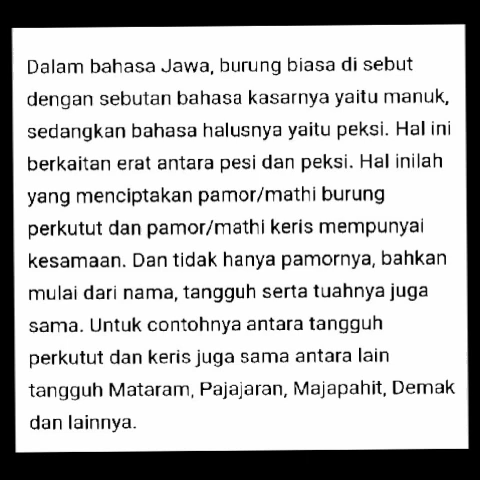 Dalam bahasa Jawa, burung biasa di sebut
dengan sebutan bahasa kasarnya yaitu manuk,
sedangkan bahasa halusnya yaitu peksi. Hal ini
berkaitan erat antara pesi dan peksi. Hal inilah
yang menciptakan pamor/mathi burung
perkutut dan pamor/mathi keris mempunyai
kesamaan. Dan tidak hanya pamornya, bahkan
mulai dari nama, tangguh serta tuahnya juga
sama. Untuk contohnya antara tangguh
perkutut dan keris juga sama antara lain
tangguh Mataram, Pajajaran, Majapahit, Demak
dan lainnya.